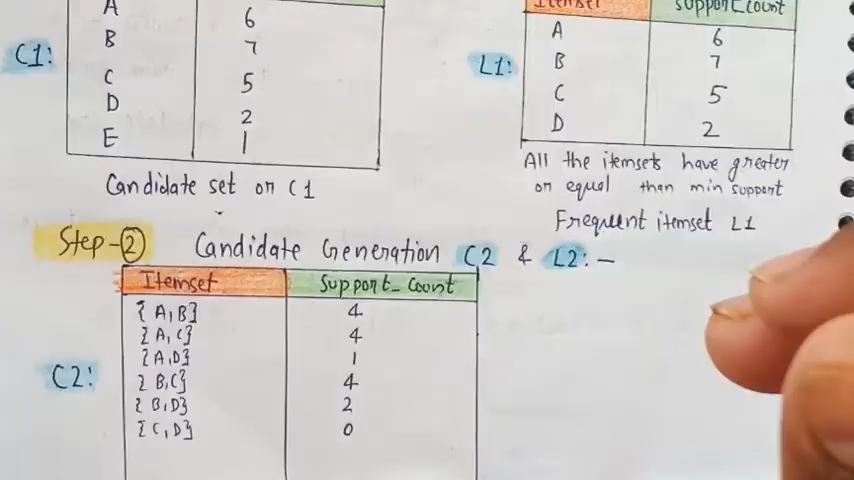 A 6
B 7
C1:
C 5
D 2
E 1
Candidate set or C1
Itemset Support_Count
A 6
B 7
L1:
C 5
D 2
All the itemsets have greater
or equal than min support
Frequent itemset L1
Step-2 Candidate Generation C2 & L2:-
Itemset Support_Count
{A,B} 4
{A,C} 4
{A,D} 1
C2: {B,C} 4
{B,D} 2
{C,D} 0